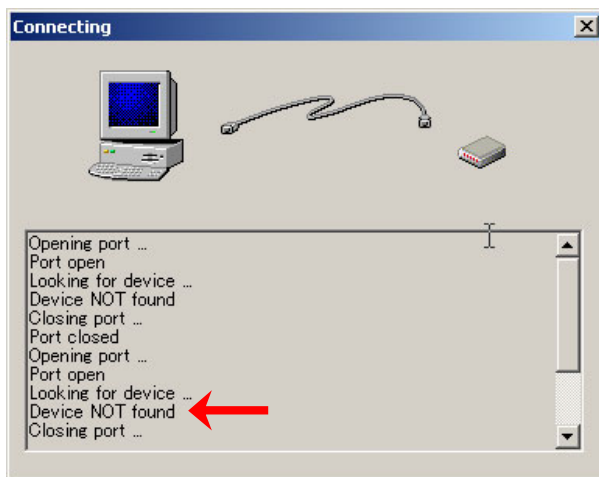 Connecting
Opening port ...
Port open
Looking for device ...
Device NOT found
Closing port ...
Port closed
Opening port ...
Port open
Looking for device ...
Device NOT found
Closing port ...